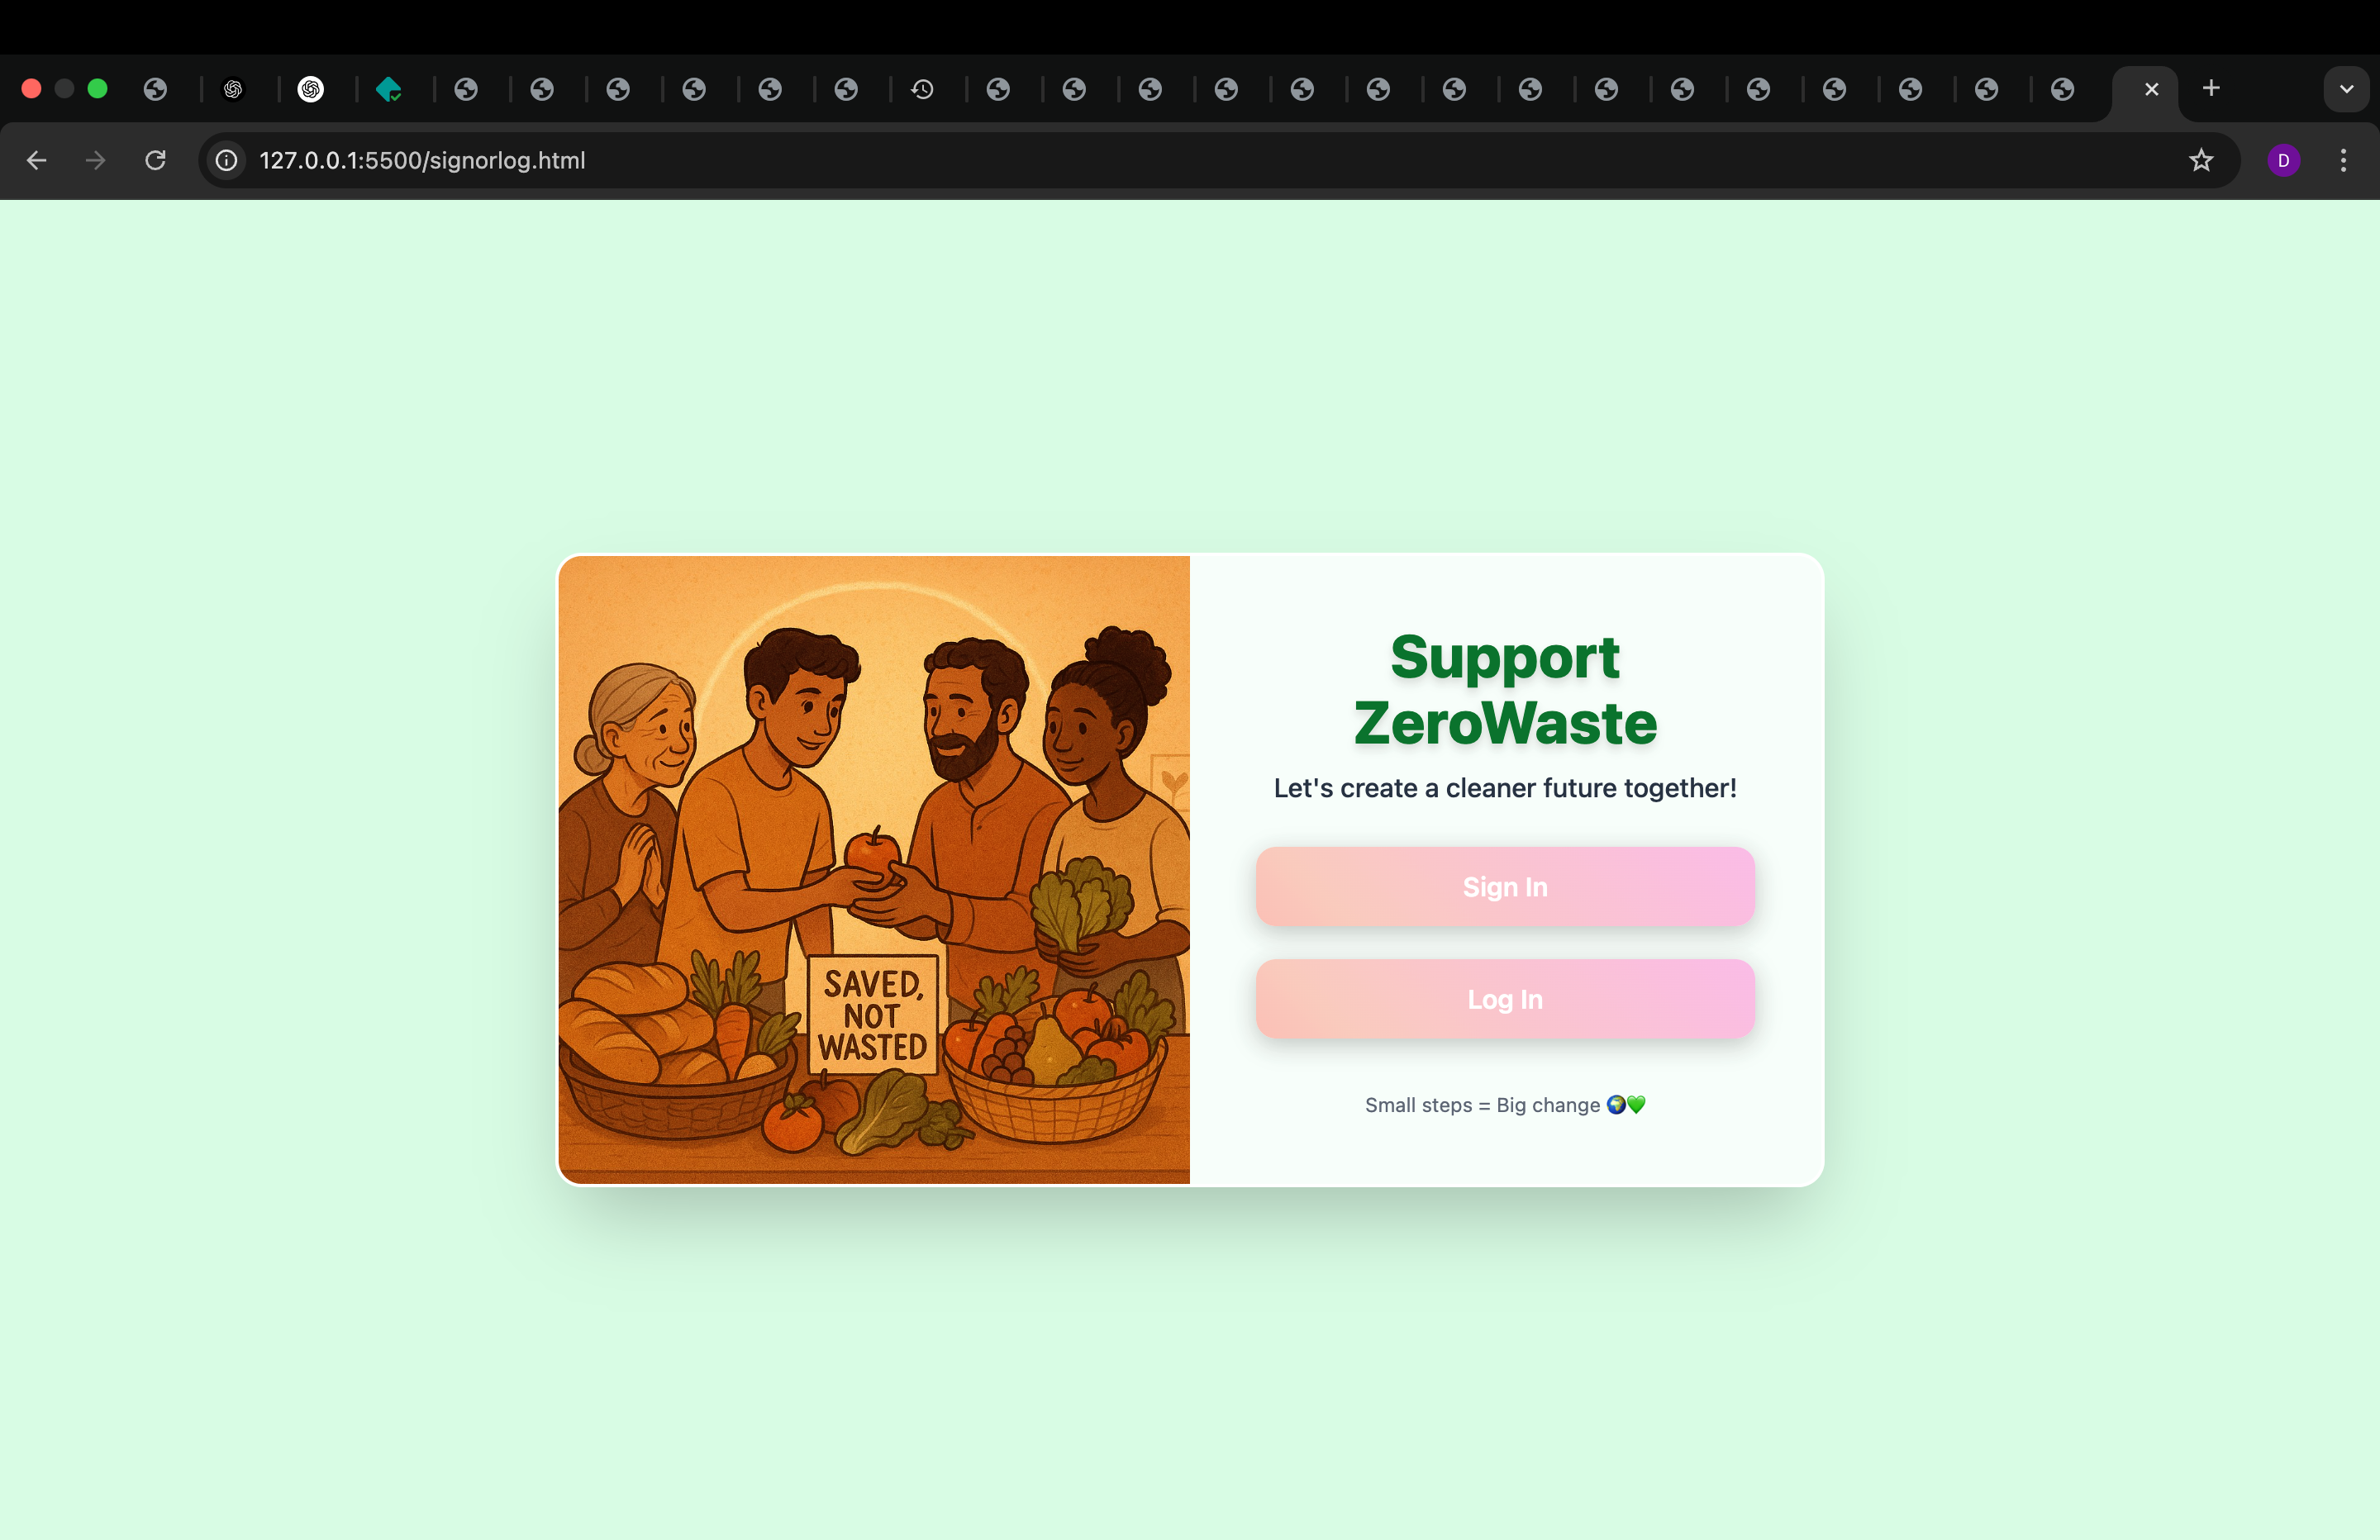 127.0.0.1:5500/signorlog.html
D
SAVED,
NOT
WASTED
Support
ZeroWaste
Let's create a cleaner future together!
Sign In
Log In
Small steps = Big change 🌍💚